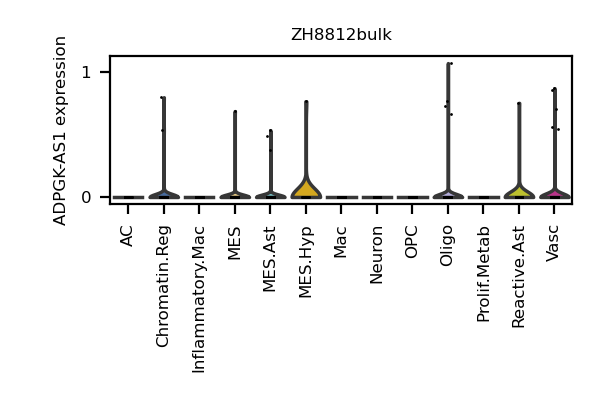 ZH8812bulk
ADPGK-AS1 expression
1
0
AC
Chromatin.Reg
Inflammatory.Mac
MES
MES.Ast
MES.Hyp
Mac
Neuron
OPC
Oligo
Prolif.Metab
Reactive.Ast
Vasc